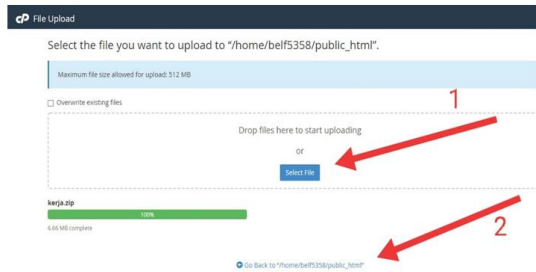 cP File Upload
Select the file you want to upload to “/home/belf5358/public_html”.
Maximum file size allowed for upload: 512 MB
Overwrite existing files
1
Drop files here to start uploading
or
Select File
kerja.zip
100%
6.66 MB complete
2
Go Back to “/home/belf5358/public_html”